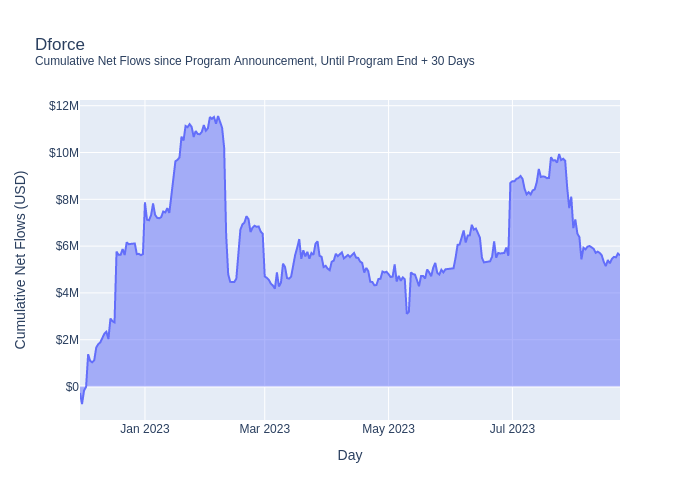 Dforce
Cumulative Net Flows since Program Announcement, Until Program End + 30 Days
Cumulative Net Flows (USD)
$12M
$10M
$8M
$6M
$4M
$2M
$0
Jan 2023
Mar 2023
May 2023
Jul 2023
Day